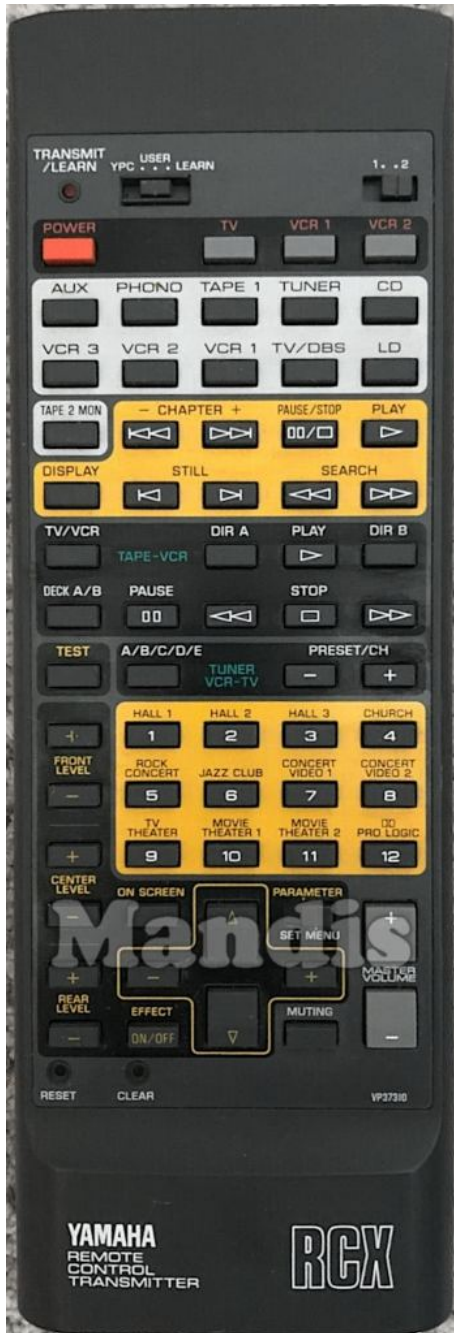 TRANSMIT
/LEARN
USER
YPC . . . LEARN
1 . . 2
POWER TV VCR 1 VCR 2
AUX PHONO TAPE 1 TUNER CD
VCR 3 VCR 2 VCR 1 TV/DBS LD
TAPE 2 MON − CHAPTER + PAUSE/STOP PLAY
DISPLAY STILL SEARCH
TV/VCR DIR A PLAY DIR B
TAPE-VCR
DECK A/B PAUSE STOP
TEST A/B/C/D/E PRESET/CH
TUNER
VCR-TV
− +
HALL 1 HALL 2 HALL 3 CHURCH
+ 1 2 3 4
FRONT
LEVEL
ROCK
CONCERT
JAZZ CLUB
CONCERT
VIDEO 1
CONCERT
VIDEO 2
− 5 6 7 8
TV
THEATER
MOVIE
THEATER 1
MOVIE
THEATER 2
PRO LOGIC
+ 9 10 11 12
CENTER
LEVEL
ON SCREEN PARAMETER
− SET MENU +
Mandis
+ − + MASTER
VOLUME
REAR
LEVEL
EFFECT MUTING
− ON/OFF −
RESET CLEAR VP37310
YAMAHA
REMOTE
CONTROL
TRANSMITTER
RCX